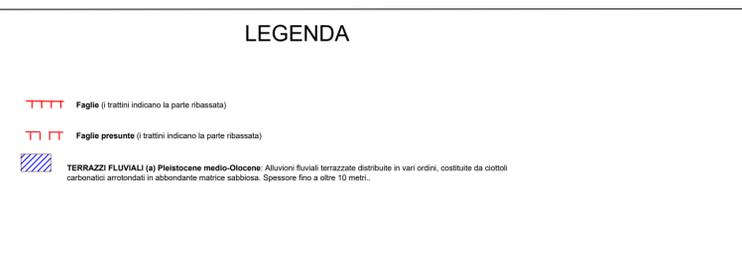 LEGENDA
Faglie (i trattini indicano la parte ribassata)
Faglie presunte (i trattini indicano la parte ribassata)
TERRAZZI FLUVIALI (a) Pleistocene medio-Olocene: Alluvioni fluviali terrazzate distribuite in vari ordini, costituite da ciottoli
carbonatici arrotondati in abbondante matrice sabbiosa. Spessore fino a oltre 10 metri..